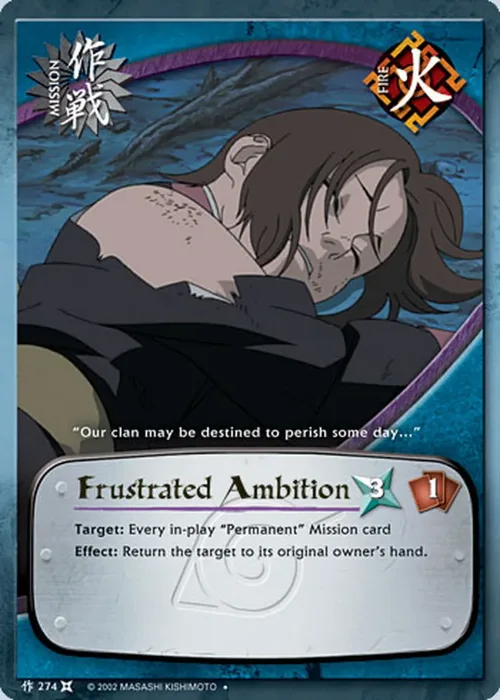 MISSION
作戦
FIRE
火
"Our clan may be destined to perish some day..."
Frustrated Ambition 3 1
Target: Every in-play "Permanent" Mission card
Effect: Return the target to its original owner's hand.
作 274 © 2002 MASASHI KISHIMOTO •